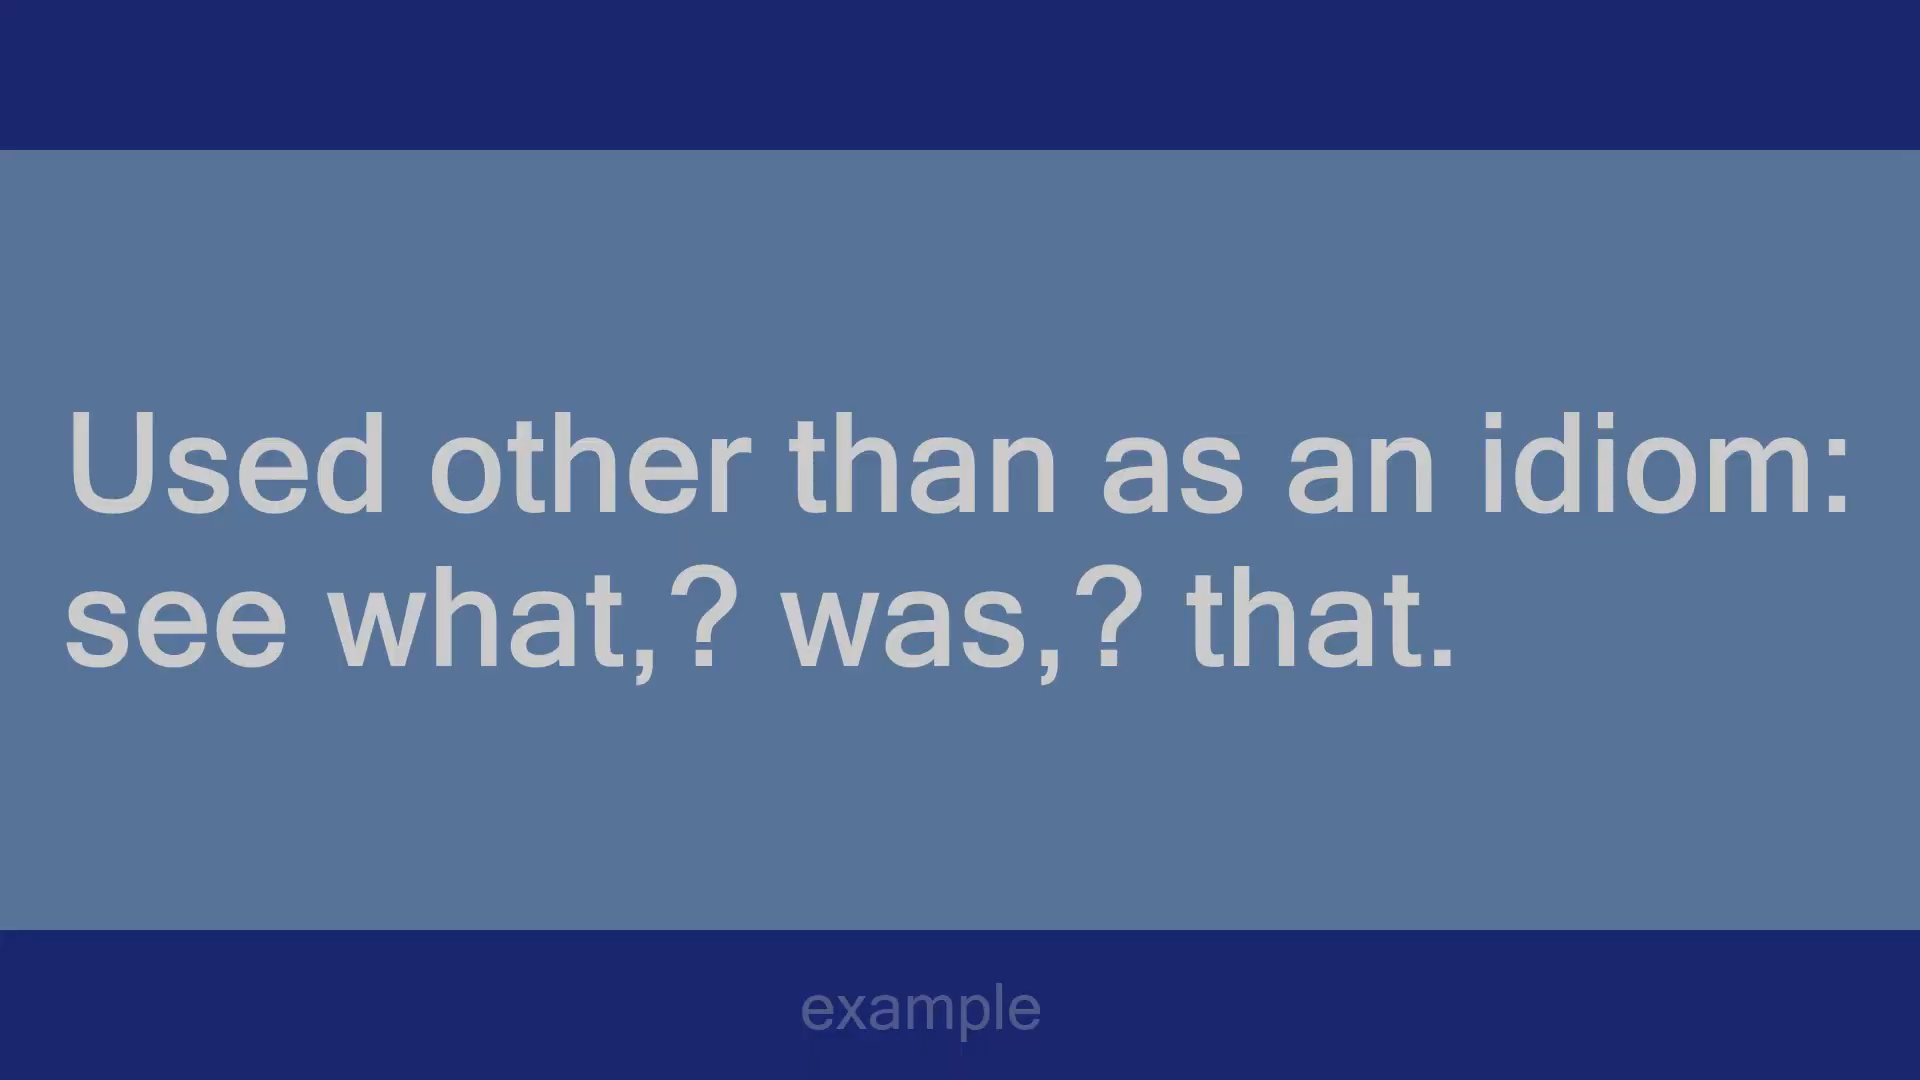 Used other than as an idiom:
see what,? was,? that.
example